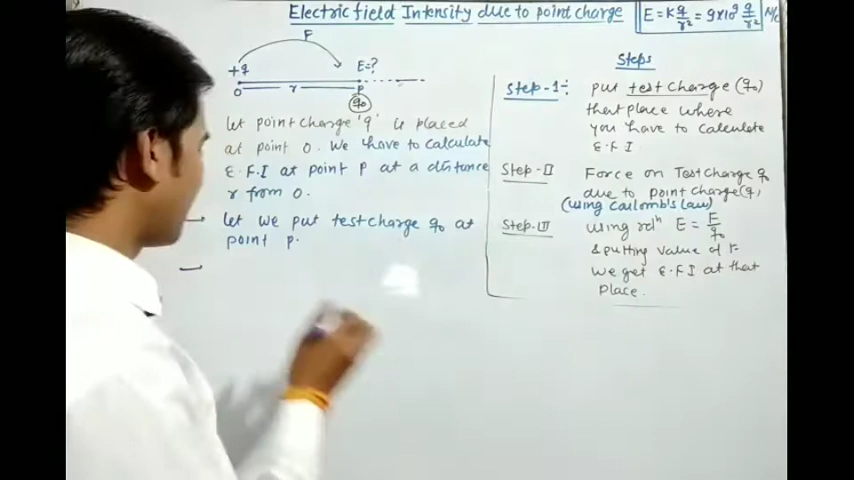 Electric field Intensity due to point charge
E = K q/r² = 9×10⁹ q/r² N/C
F
+q
E=?
O r P
q₀
let point charge 'q' is placed
at point O. We have to calculate
E.F.I at point P at a distance
r from O.
→ let we put test charge q₀ at
point P.
Steps
Step-I :- put test charge (q₀)
that place where
you have to calculate
E.F.I
Step-II Force on Test charge q₀
due to point charge (q)
(using Coulomb's law)
Step-III using relⁿ E = F/q₀
& putting value of F
we get E.F.I at that
place.